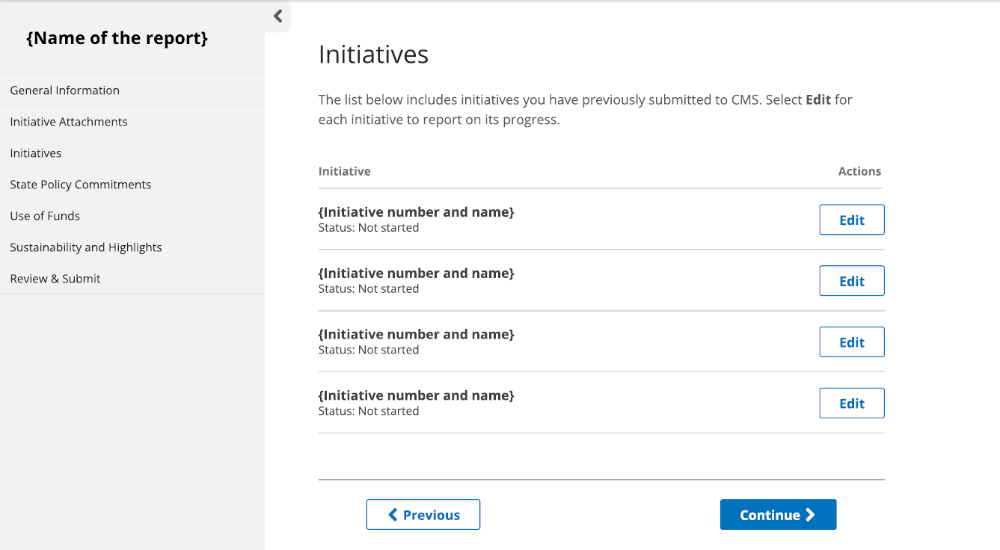 {Name of the report}
General Information
Initiative Attachments
Initiatives
State Policy Commitments
Use of Funds
Sustainability and Highlights
Review & Submit
Initiatives
The list below includes initiatives you have previously submitted to CMS. Select Edit for
each initiative to report on its progress.
Initiative Actions
{Initiative number and name}
Status: Not started
Edit
{Initiative number and name}
Status: Not started
Edit
{Initiative number and name}
Status: Not started
Edit
{Initiative number and name}
Status: Not started
Edit
Previous
Continue